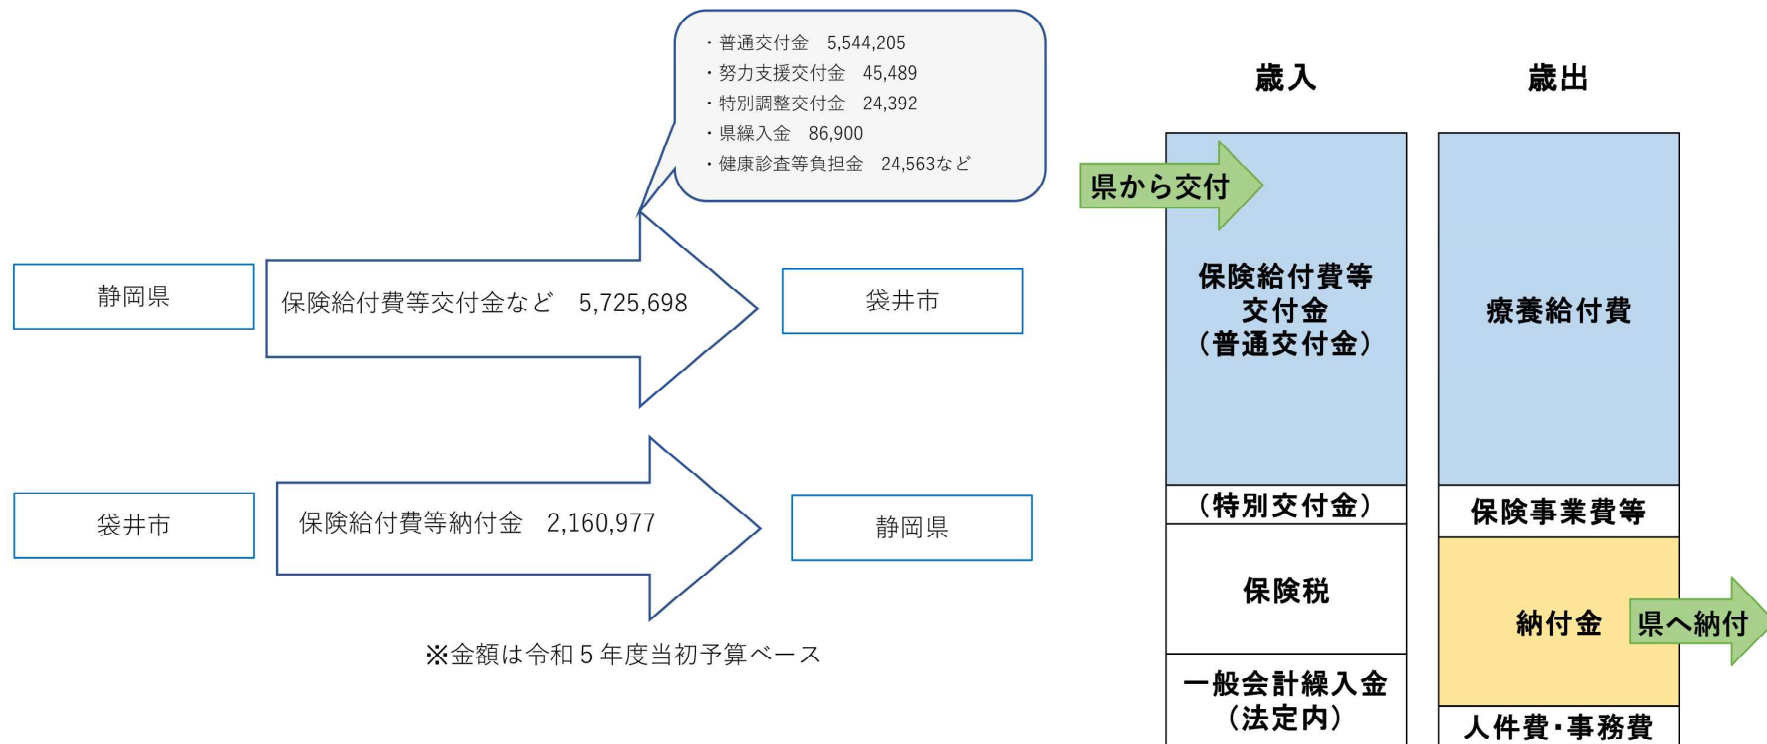 ・普通交付金　5,544,205
・努力支援交付金　45,489
・特別調整交付金　24,392
・県繰入金　86,900
・健康診査等負担金　24,563など
静岡県
保険給付費等交付金など　5,725,698
袋井市
袋井市
保険給付費等納付金　2,160,977
静岡県
※金額は令和５年度当初予算ベース
歳入
歳出
県から交付
保険給付費等
交付金
（普通交付金）
療養給付費
（特別交付金）
保険事業費等
保険税
納付金
県へ納付
一般会計繰入金
（法定内）
人件費・事務費